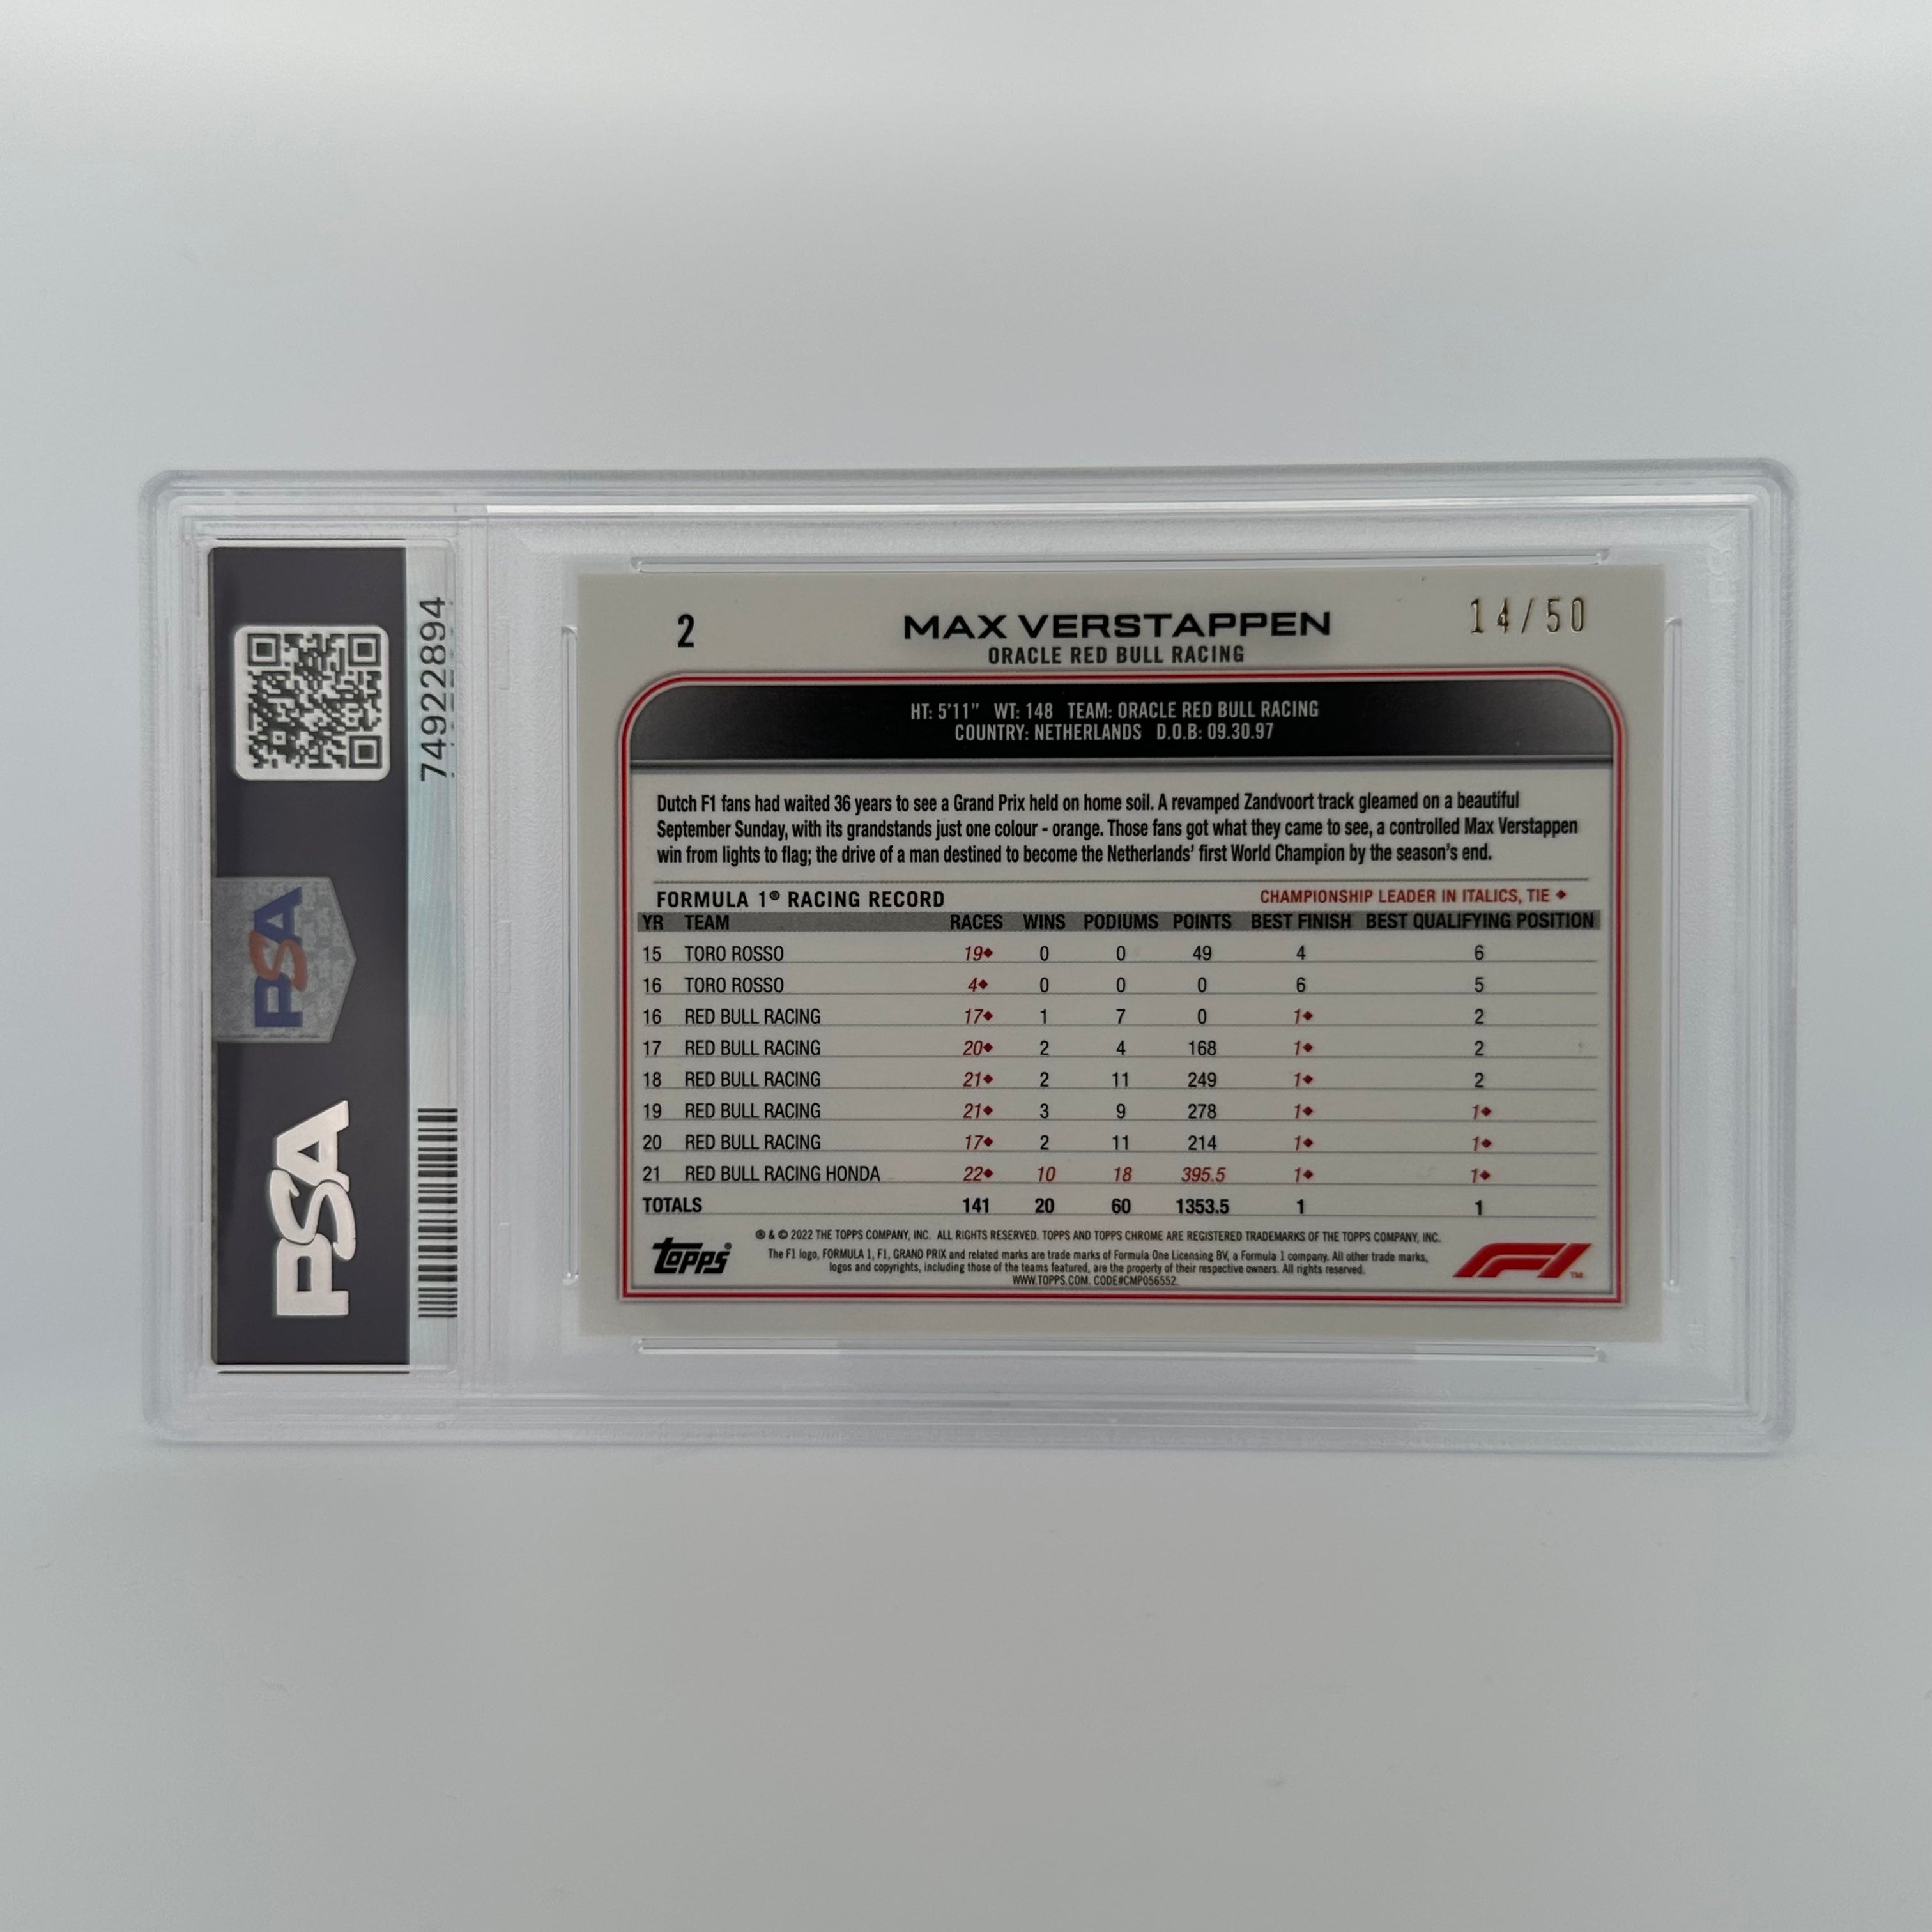 74922894
PSA
PSA
2
MAX VERSTAPPEN
14/50
ORACLE RED BULL RACING
HT: 5'11" WT: 148 TEAM: ORACLE RED BULL RACING
COUNTRY: NETHERLANDS D.O.B: 09.30.97
Dutch F1 fans had waited 36 years to see a Grand Prix held on home soil. A revamped Zandvoort track gleamed on a beautiful
September Sunday, with its grandstands just one colour - orange. Those fans got what they came to see, a controlled Max Verstappen
win from lights to flag; the drive of a man destined to become the Netherlands' first World Champion by the season's end.
FORMULA 1® RACING RECORD CHAMPIONSHIP LEADER IN ITALICS, TIE ♦
YR TEAM RACES WINS PODIUMS POINTS BEST FINISH BEST QUALIFYING POSITION
15 TORO ROSSO 19♦ 0 0 49 4 6
16 TORO ROSSO 4♦ 0 0 0 6 5
16 RED BULL RACING 17♦ 1 7 0 1♦ 2
17 RED BULL RACING 20♦ 2 4 168 1♦ 2
18 RED BULL RACING 21♦ 2 11 249 1♦ 2
19 RED BULL RACING 21♦ 3 9 278 1♦ 1♦
20 RED BULL RACING 17♦ 2 11 214 1♦ 1♦
21 RED BULL RACING HONDA 22♦ 10 18 395.5 1♦ 1♦
TOTALS 141 20 60 1353.5 1 1
® & © 2022 THE TOPPS COMPANY, INC. ALL RIGHTS RESERVED. TOPPS AND TOPPS CHROME ARE REGISTERED TRADEMARKS OF THE TOPPS COMPANY, INC.
The F1 logo, FORMULA 1, F1, GRAND PRIX and related marks are trade marks of Formula One Licensing BV, a Formula 1 company. All other trade marks,
logos and copyrights, including those of the teams featured, are the property of their respective owners. All rights reserved.
WWW.TOPPS.COM. CODE#CMP056552
Topps®
F1™